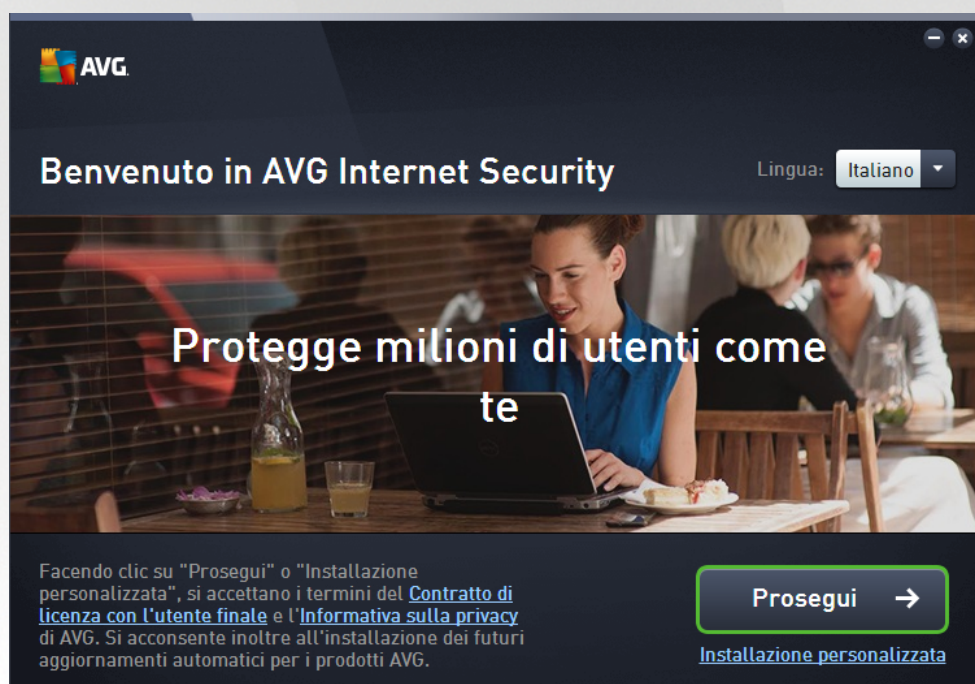 AVG.
Benvenuto in AVG Internet Security
Lingua: Italiano
Protegge milioni di utenti come
te
Facendo clic su "Prosegui" o "Installazione
personalizzata", si accettano i termini del Contratto di
licenza con l'utente finale e l'Informativa sulla privacy
di AVG. Si acconsente inoltre all'installazione dei futuri
aggiornamenti automatici per i prodotti AVG.
Prosegui →
Installazione personalizzata